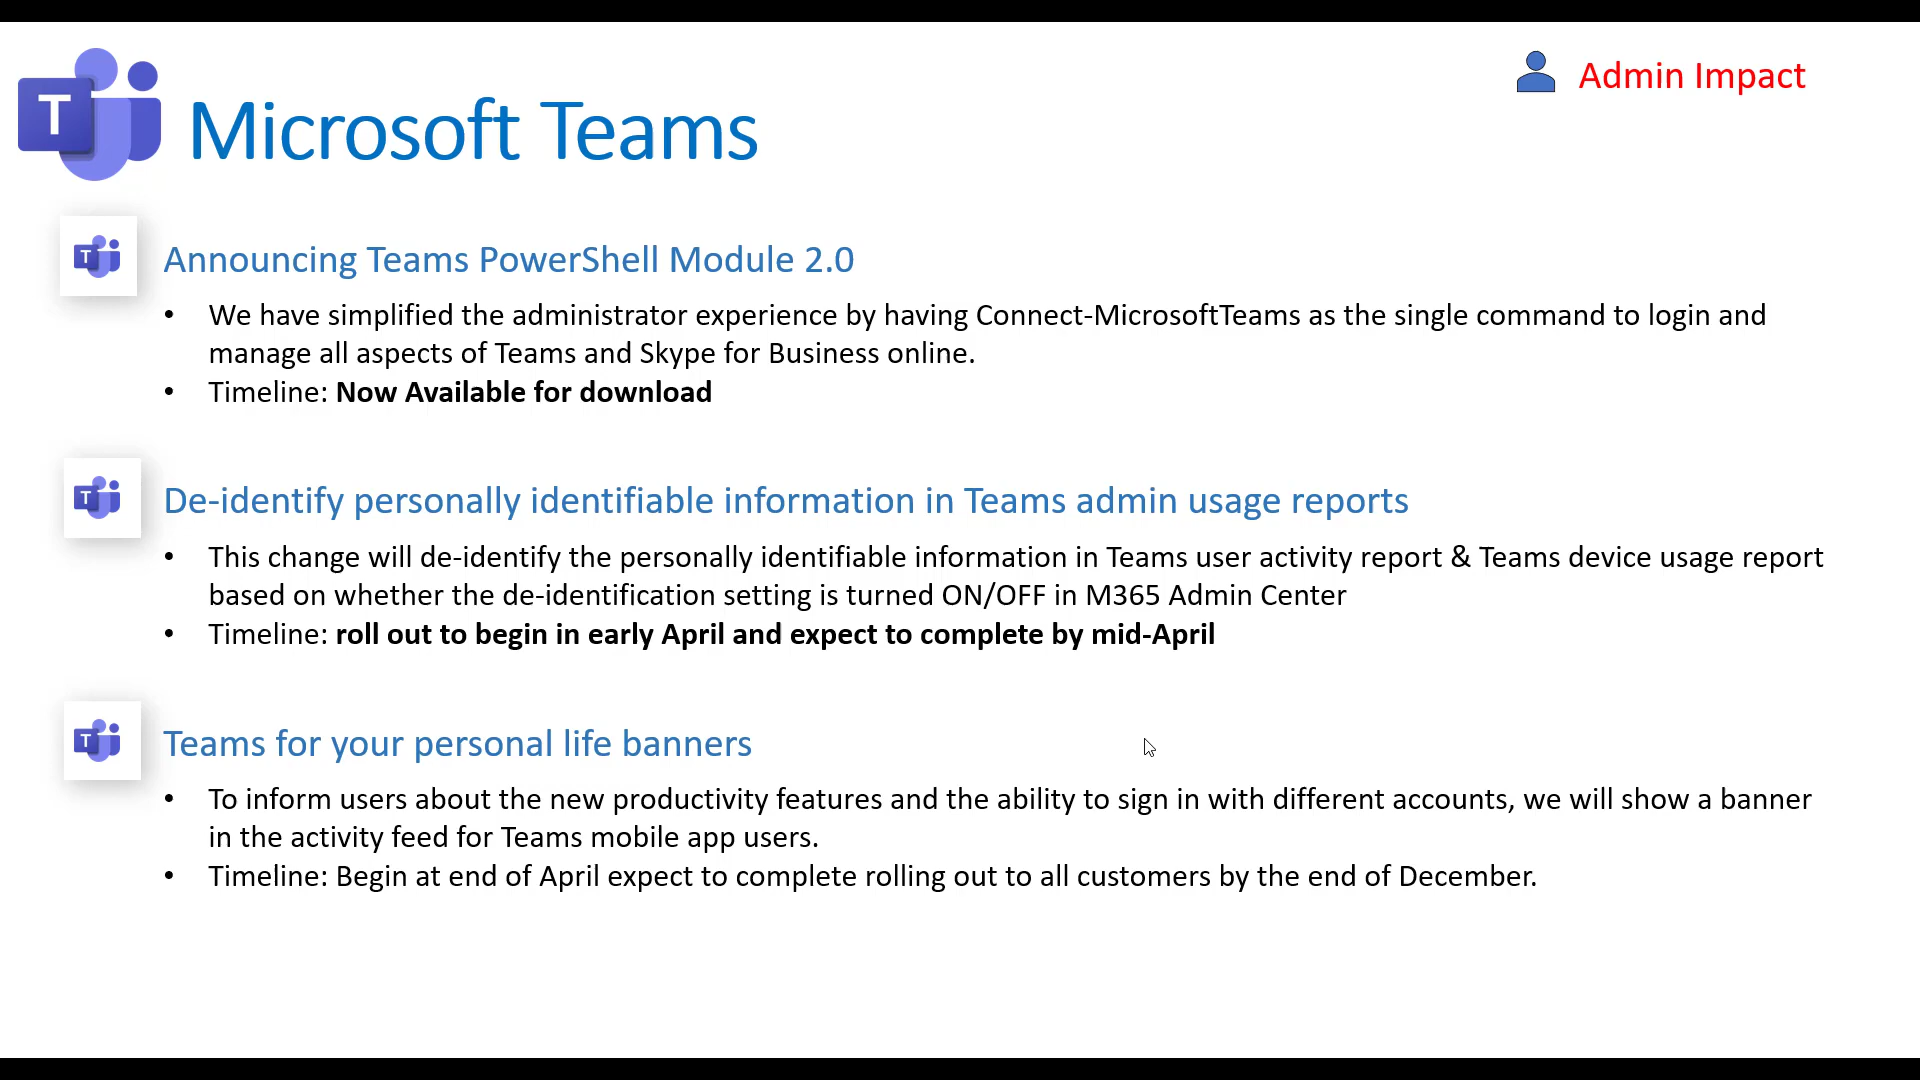 Admin Impact
T
Microsoft Teams
T
Announcing Teams PowerShell Module 2.0
• We have simplified the administrator experience by having Connect-MicrosoftTeams as the single command to login and
manage all aspects of Teams and Skype for Business online.
• Timeline: Now Available for download
T
De-identify personally identifiable information in Teams admin usage reports
• This change will de-identify the personally identifiable information in Teams user activity report & Teams device usage report
based on whether the de-identification setting is turned ON/OFF in M365 Admin Center
• Timeline: roll out to begin in early April and expect to complete by mid-April
T
Teams for your personal life banners
• To inform users about the new productivity features and the ability to sign in with different accounts, we will show a banner
in the activity feed for Teams mobile app users.
• Timeline: Begin at end of April expect to complete rolling out to all customers by the end of December.